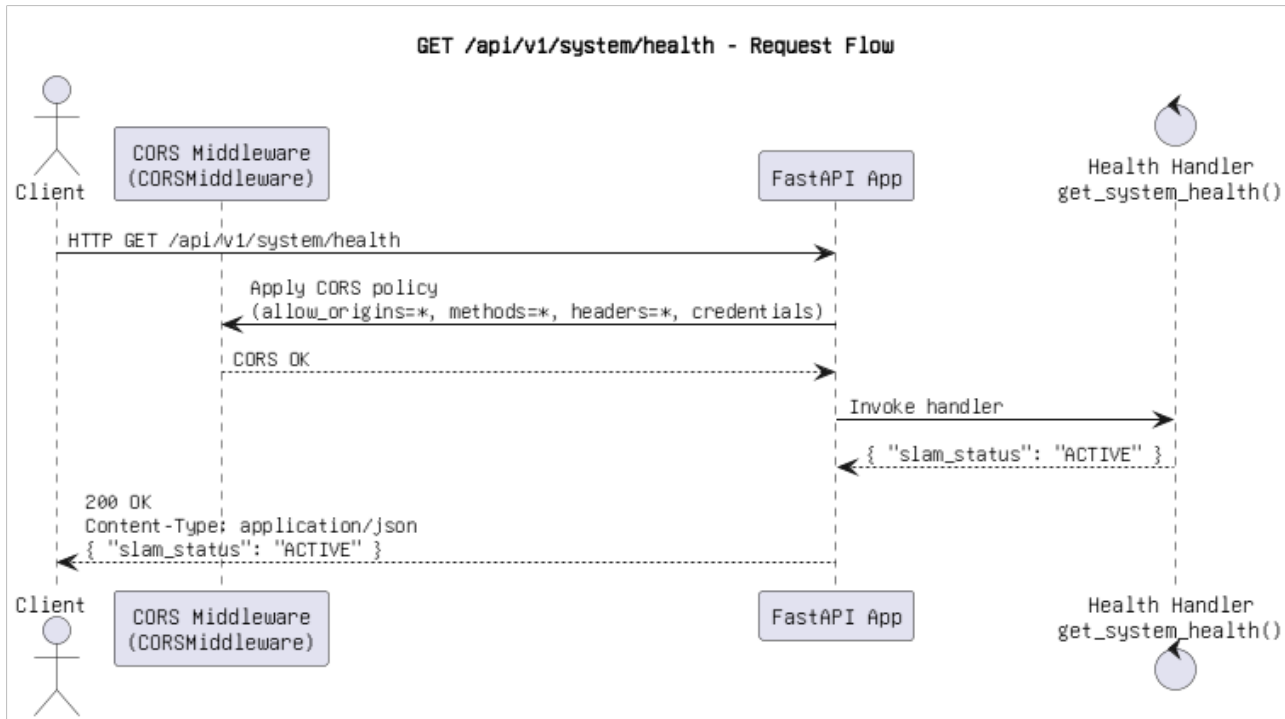 GET /api/v1/system/health - Request Flow
Client
CORS Middleware
(CORSMiddleware)
FastAPI App
Health Handler
get_system_health()
HTTP GET /api/v1/system/health
Apply CORS policy
(allow_origins=*, methods=*, headers=*, credentials)
CORS OK
Invoke handler
{ "slam_status": "ACTIVE" }
200 OK
Content-Type: application/json
{ "slam_status": "ACTIVE" }
Client
CORS Middleware
(CORSMiddleware)
FastAPI App
Health Handler
get_system_health()